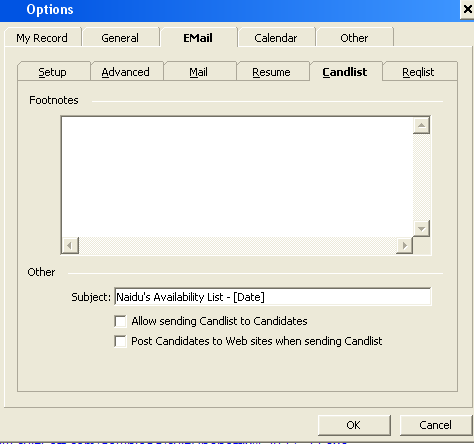 Options
My Record General EMail Calendar Other
Setup Advanced Mail Resume Candlist Reqlist
Footnotes
Other
Subject: Naidu's Availability List - [Date]
Allow sending Candlist to Candidates
Post Candidates to Web sites when sending Candlist
OK Cancel